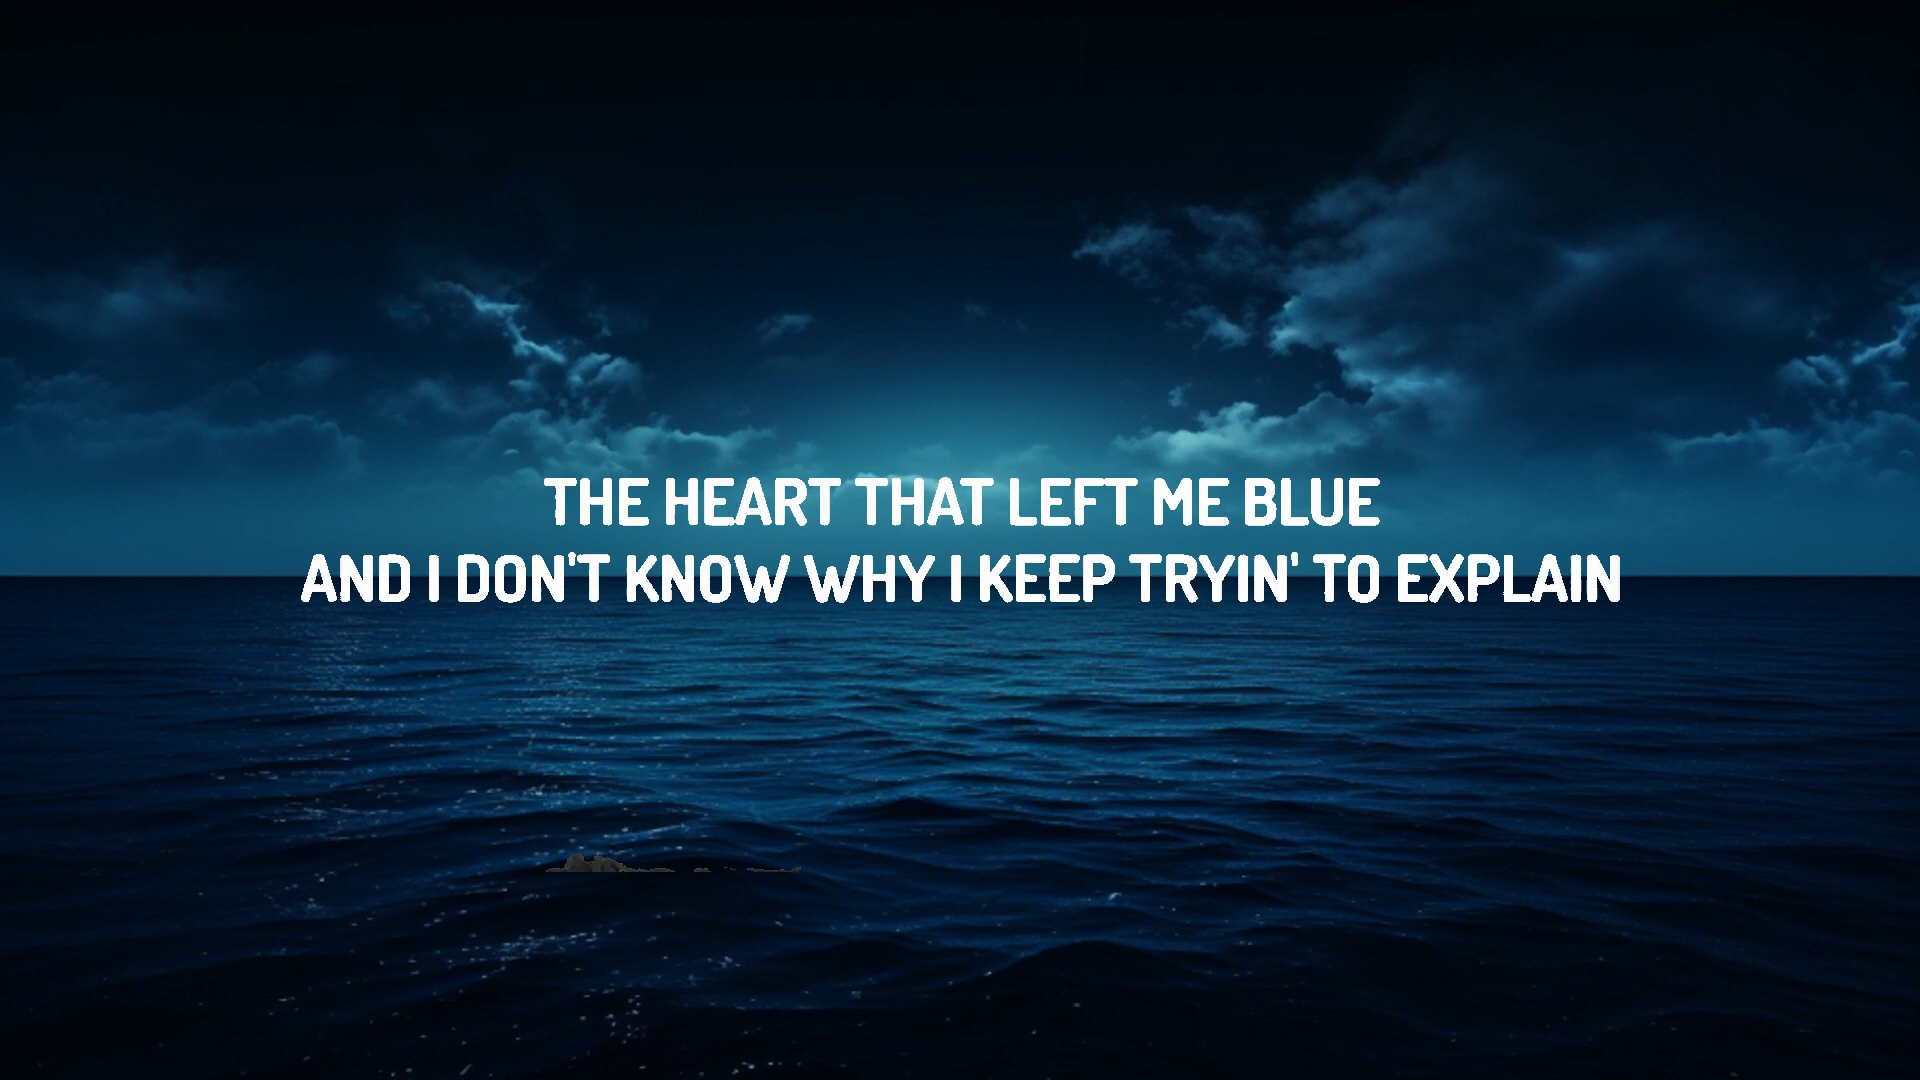 THE HEART THAT LEFT ME BLUE
AND I DON'T KNOW WHY I KEEP TRYIN' TO EXPLAIN